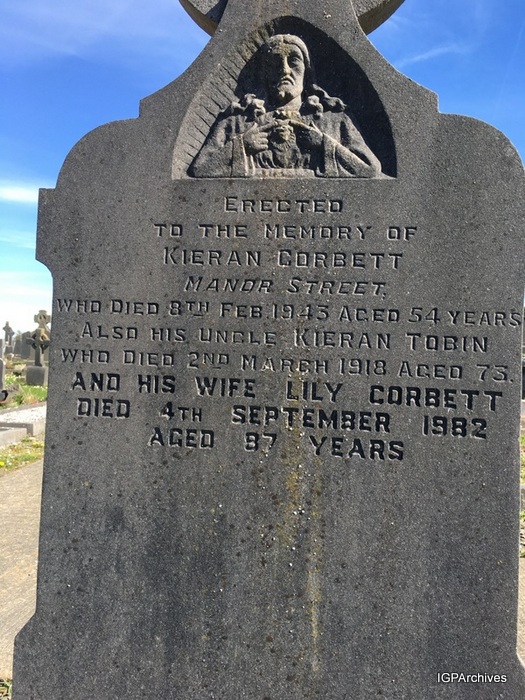 ERECTED
TO THE MEMORY OF
KIERAN CORBETT
MANOR STREET,
WHO DIED 8TH FEB. 1945 AGED 54 YEARS
ALSO HIS UNCLE KIERAN TOBIN
WHO DIED 2ND MARCH 1918 AGED 73.
AND HIS WIFE LILY CORBETT
DIED 4TH SEPTEMBER 1982
AGED 87 YEARS
IGPArchives